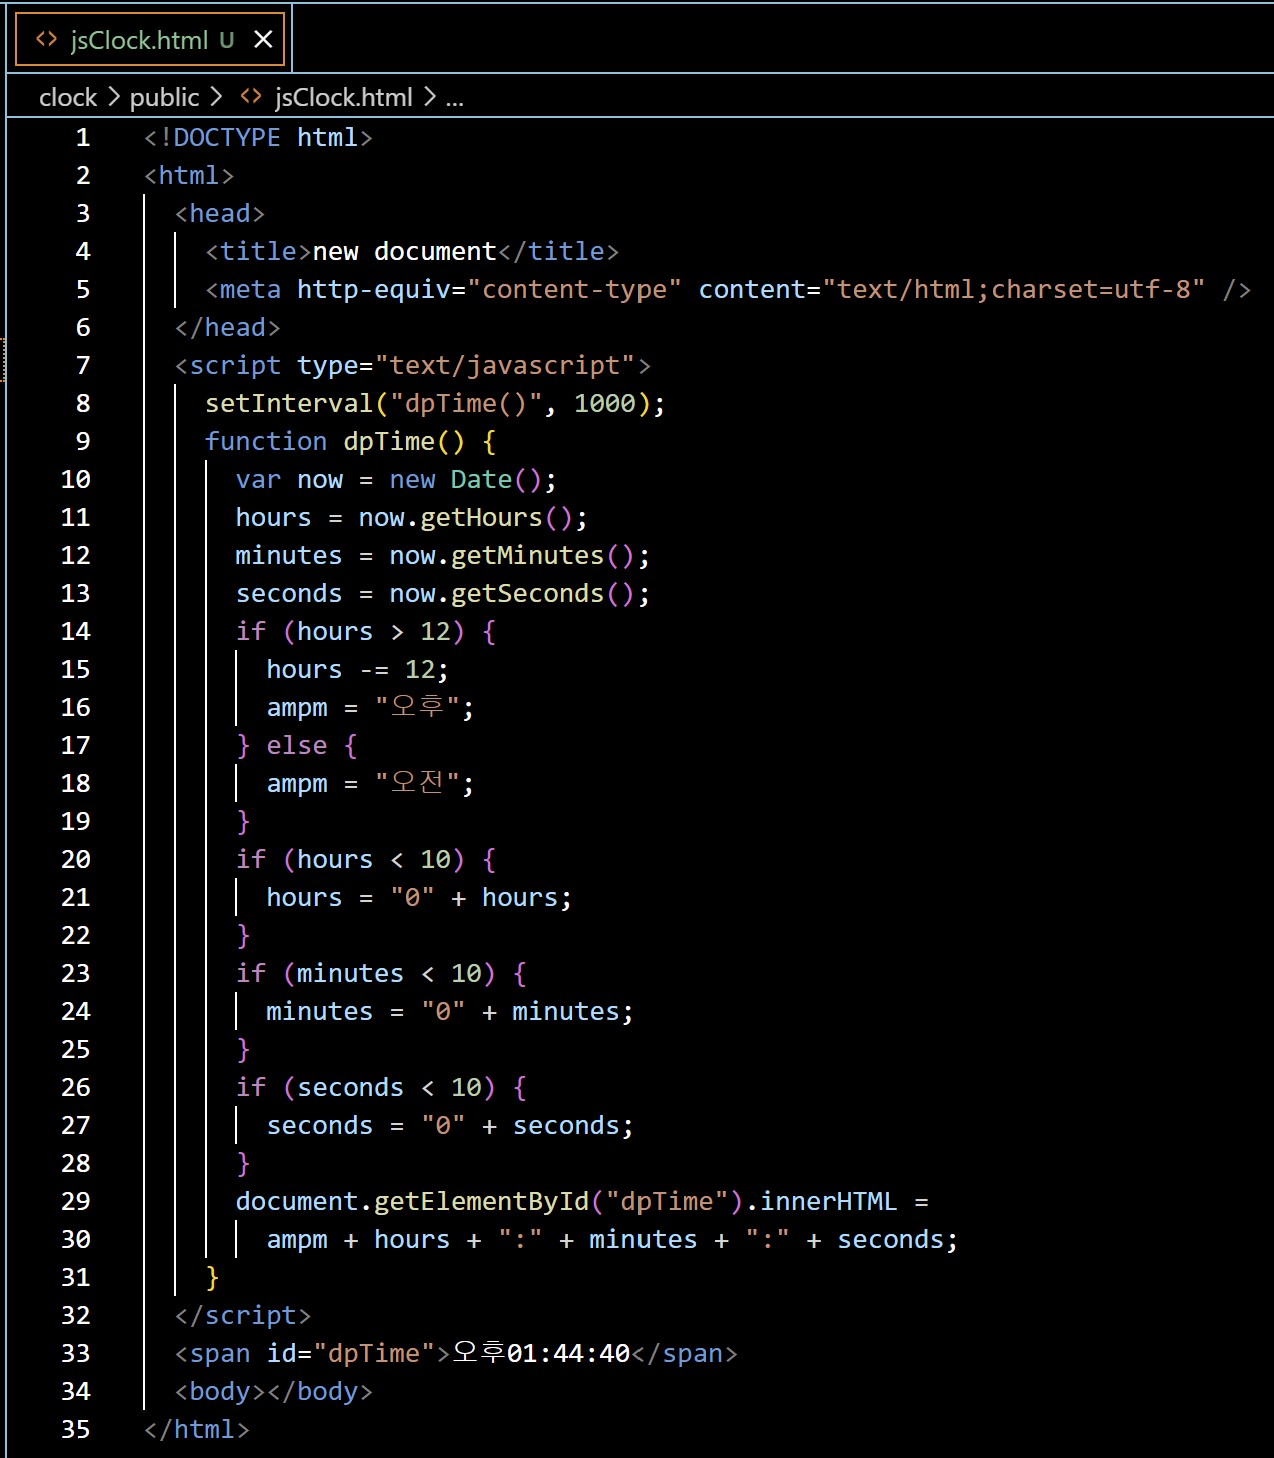 <> jsClock.html U ×
clock > public > <> jsClock.html > ...
1 <!DOCTYPE html>
2 <html>
3   <head>
4     <title>new document</title>
5     <meta http-equiv="content-type" content="text/html;charset=utf-8" />
6   </head>
7   <script type="text/javascript">
8     setInterval("dpTime()", 1000);
9     function dpTime() {
10       var now = new Date();
11       hours = now.getHours();
12       minutes = now.getMinutes();
13       seconds = now.getSeconds();
14       if (hours > 12) {
15         hours -= 12;
16         ampm = "오후";
17       } else {
18         ampm = "오전";
19       }
20       if (hours < 10) {
21         hours = "0" + hours;
22       }
23       if (minutes < 10) {
24         minutes = "0" + minutes;
25       }
26       if (seconds < 10) {
27         seconds = "0" + seconds;
28       }
29       document.getElementById("dpTime").innerHTML =
30         ampm + hours + ":" + minutes + ":" + seconds;
31     }
32   </script>
33   <span id="dpTime">오후01:44:40</span>
34   <body></body>
35 </html>